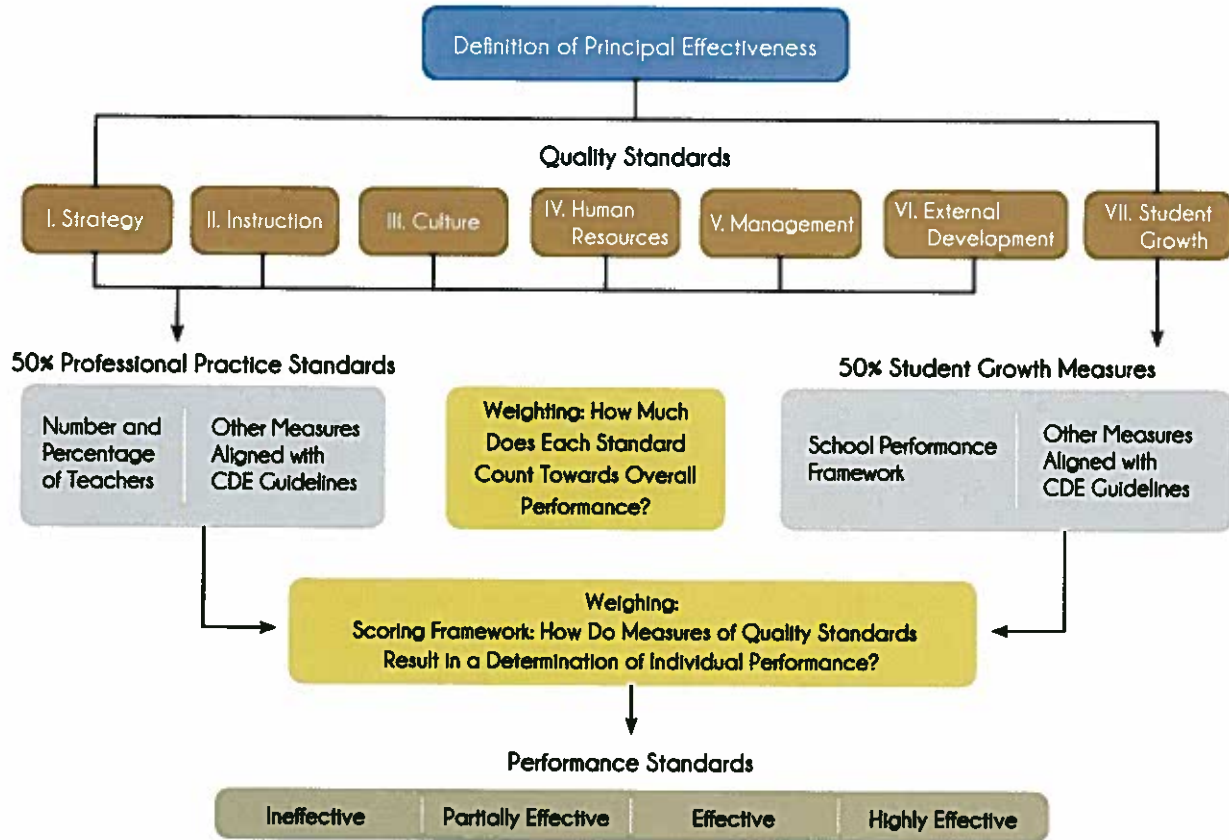 Definition of Principal Effectiveness
Quality Standards
I. Strategy
II. Instruction
III. Culture
IV. Human
Resources
V. Management
VI. External
Development
VII. Student
Growth
50% Professional Practice Standards
Number and
Percentage
of Teachers
Other Measures
Aligned with
CDE Guidelines
Weighting: How Much
Does Each Standard
Count Towards Overall
Performance?
50% Student Growth Measures
School Performance
Framework
Other Measures
Aligned with
CDE Guidelines
Weighing:
Scoring Framework: How Do Measures of Quality Standards
Result in a Determination of Individual Performance?
Performance Standards
Ineffective
Partially Effective
Effective
Highly Effective